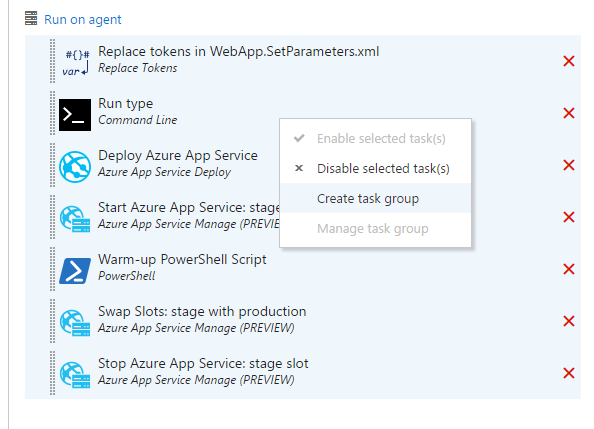 Run on agent
#{}#
var
Replace tokens in WebApp.SetParameters.xml
Replace Tokens
Run type
Command Line
Enable selected task(s)
Deploy Azure App Service
Disable selected task(s)
Azure App Service Deploy
Create task group
Start Azure App Service: stage
Azure App Service Manage (PREVIE
Manage task group
Warm-up PowerShell Script
PowerShell
Swap Slots: stage with production
Azure App Service Manage (PREVIEW)
Stop Azure App Service: stage slot
Azure App Service Manage (PREVIEW)